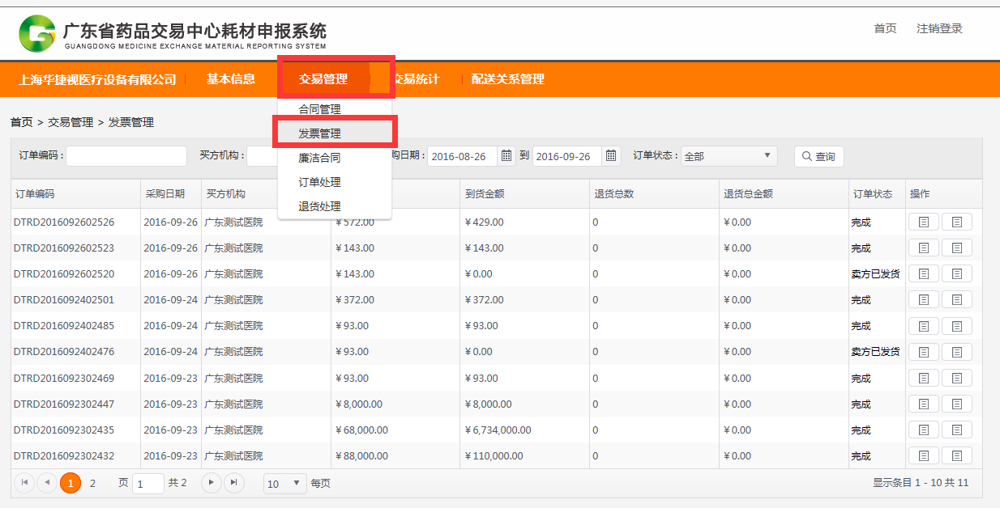 广东省药品交易中心耗材申报系统
GUANGDONG MEDICINE EXCHANGE MATERIAL REPORTING SYSTEM
首页 注销登录
上海华捷视医疗设备有限公司 基本信息 交易管理 交易统计 配送关系管理
合同管理
发票管理
廉洁合同
订单处理
退货处理
首页 > 交易管理 > 发票管理
订单编码: 买方机构: 购日期: 2016-08-26 到 2016-09-26 订单状态: 全部 查询
订单编码 采购日期 买方机构 到货金额 退货总数 退货总金额 订单状态 操作
DTRD2016092602526 2016-09-26 广东测试医院 ¥572.00 ¥429.00 0 ¥0.00 完成
DTRD2016092602523 2016-09-26 广东测试医院 ¥143.00 ¥143.00 0 ¥0.00 完成
DTRD2016092602520 2016-09-26 广东测试医院 ¥143.00 ¥0.00 0 ¥0.00 卖方已发货
DTRD2016092402501 2016-09-24 广东测试医院 ¥372.00 ¥372.00 0 ¥0.00 完成
DTRD2016092402485 2016-09-24 广东测试医院 ¥93.00 ¥93.00 0 ¥0.00 完成
DTRD2016092402476 2016-09-24 广东测试医院 ¥93.00 ¥0.00 0 ¥0.00 卖方已发货
DTRD2016092302469 2016-09-23 广东测试医院 ¥93.00 ¥93.00 0 ¥0.00 完成
DTRD2016092302447 2016-09-23 广东测试医院 ¥8,000.00 ¥8,000.00 0 ¥0.00 完成
DTRD2016092302435 2016-09-23 广东测试医院 ¥68,000.00 ¥6,734,000.00 0 ¥0.00 完成
DTRD2016092302432 2016-09-23 广东测试医院 ¥88,000.00 ¥110,000.00 0 ¥0.00 完成
1 2 页 1 共 2 10 每页 显示条目 1 - 10 共 11